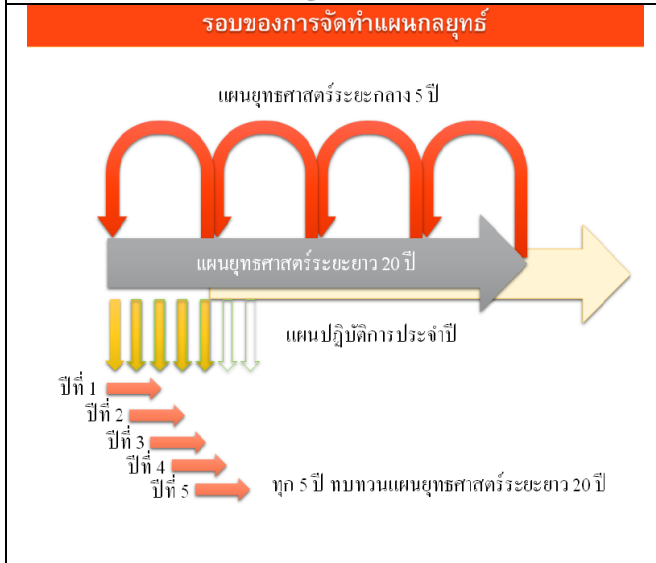 รอบของการจัดทำแผนกลยุทธ์
แผนยุทธศาสตร์ระยะกลาง 5 ปี
แผนยุทธศาสตร์ระยะยาว 20 ปี
แผนปฏิบัติการประจำปี
ปีที่ 1
ปีที่ 2
ปีที่ 3
ปีที่ 4
ปีที่ 5
ทุก 5 ปี ทบทวนแผนยุทธศาสตร์ระยะยาว 20 ปี